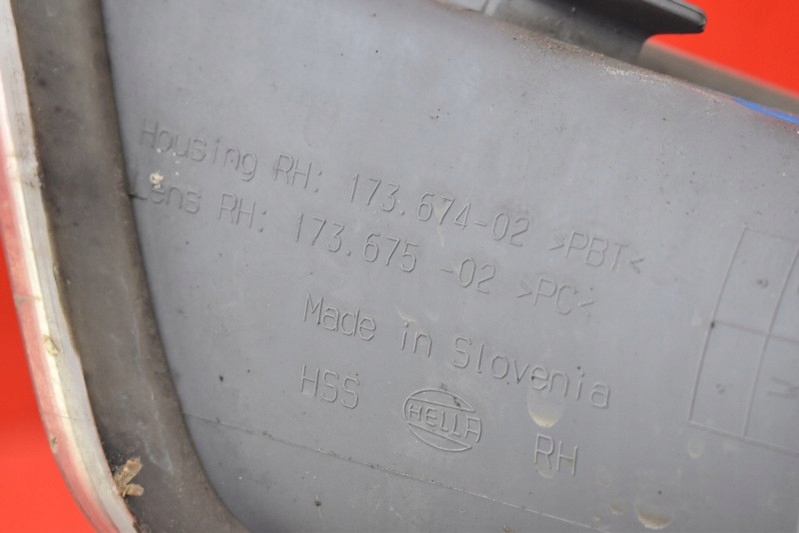 Housing RH: 173.674-02 >PBT<
Lens RH: 173.675 -02 >PC<
Made in Slovenia
HSS HELLA RH